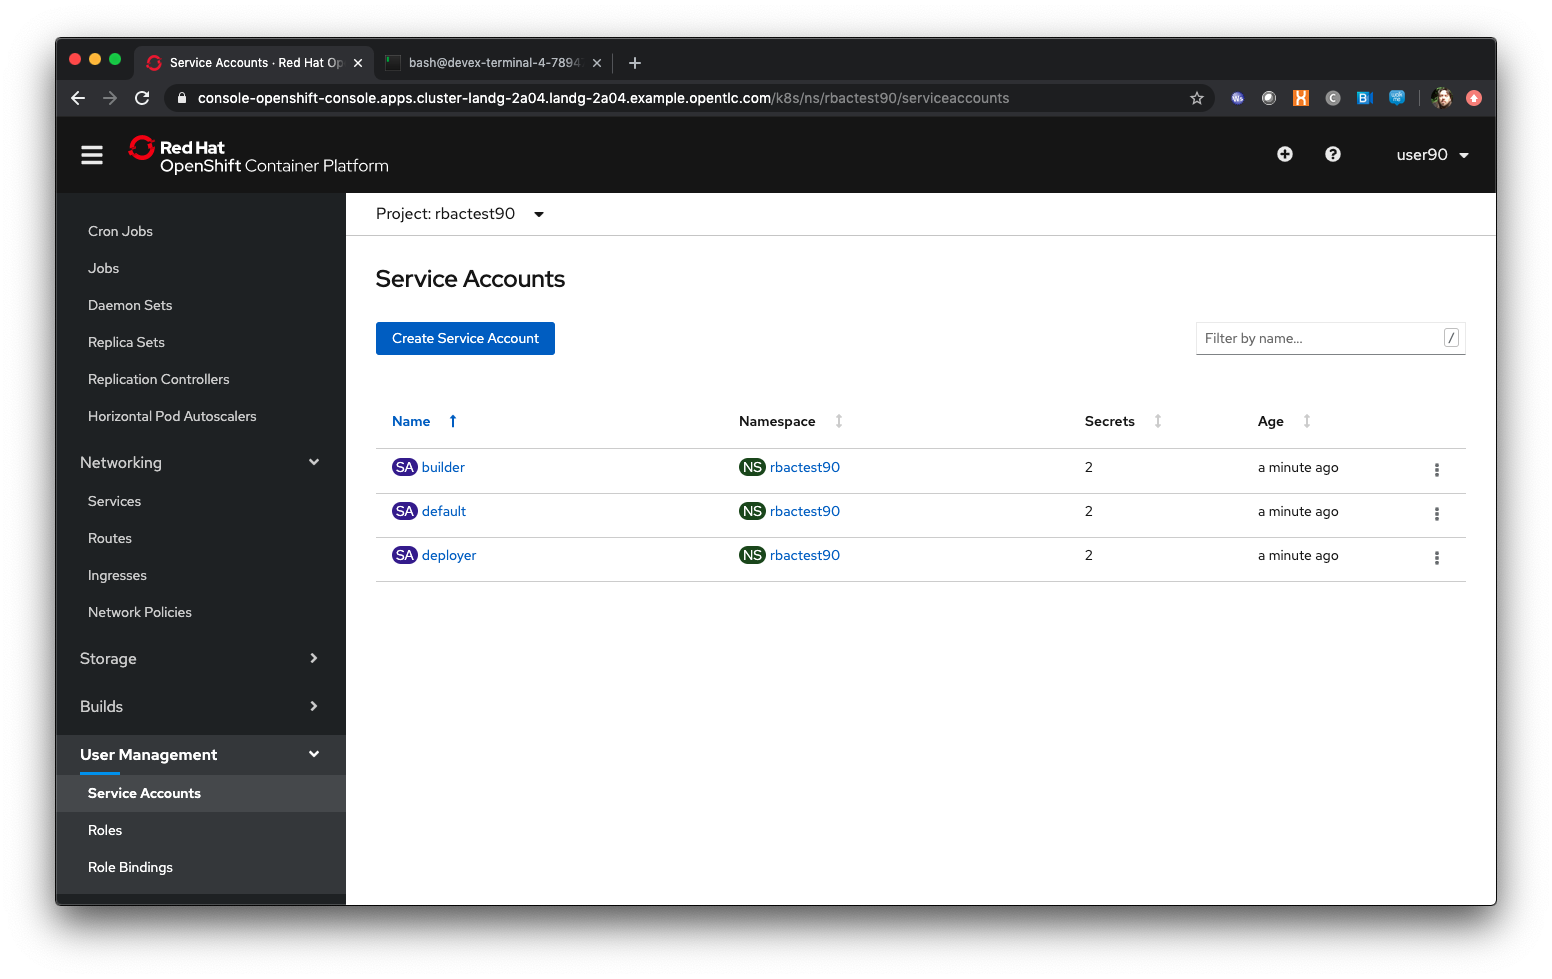 Service Accounts · Red Hat Op
bash@devex-terminal-4-7894
console-openshift-console.apps.cluster-landg-2a04.landg-2a04.example.opentlc.com/k8s/ns/rbactest90/serviceaccounts
Red Hat
OpenShift Container Platform
user90
Cron Jobs
Jobs
Daemon Sets
Replica Sets
Replication Controllers
Horizontal Pod Autoscalers
Networking
Services
Routes
Ingresses
Network Policies
Storage
Builds
User Management
Service Accounts
Roles
Role Bindings
Project: rbactest90
Service Accounts
Create Service Account
Filter by name... /
Name Namespace Secrets Age
SA builder NS rbactest90 2 a minute ago
SA default NS rbactest90 2 a minute ago
SA deployer NS rbactest90 2 a minute ago